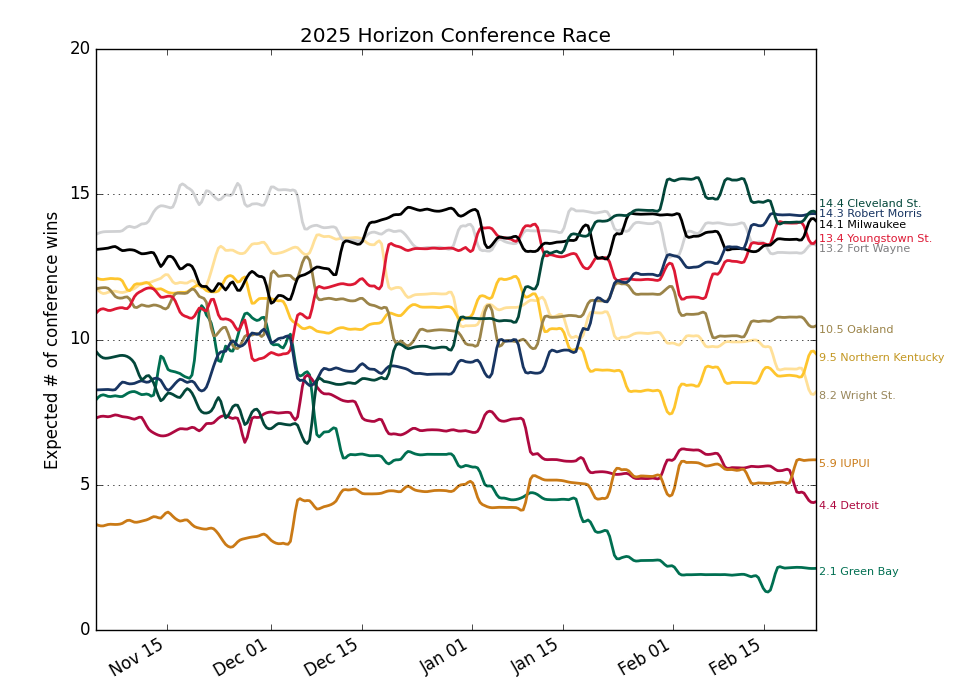 2025 Horizon Conference Race
Expected # of conference wins
20
15
10
5
0
Nov 15
Dec 01
Dec 15
Jan 01
Jan 15
Feb 01
Feb 15
14.4 Cleveland St.
14.3 Robert Morris
14.1 Milwaukee
13.4 Youngstown St.
13.2 Fort Wayne
10.5 Oakland
9.5 Northern Kentucky
8.2 Wright St.
5.9 IUPUI
4.4 Detroit
2.1 Green Bay